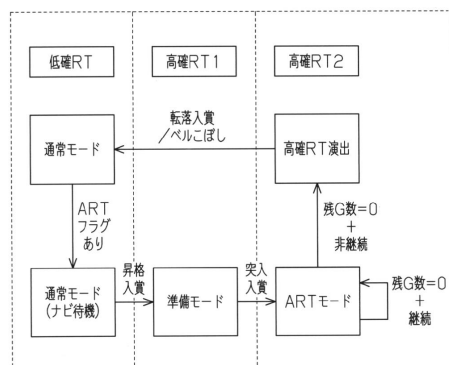 低確RT
高確RT1
高確RT2
転落入賞
/ベルこぼし
通常モード
高確RT演出
ART
フラグ
あり
残G数=0
+
非継続
昇格
入賞
突入
入賞
通常モード
(ナビ待機)
準備モード
ARTモード
残G数=0
+
継続